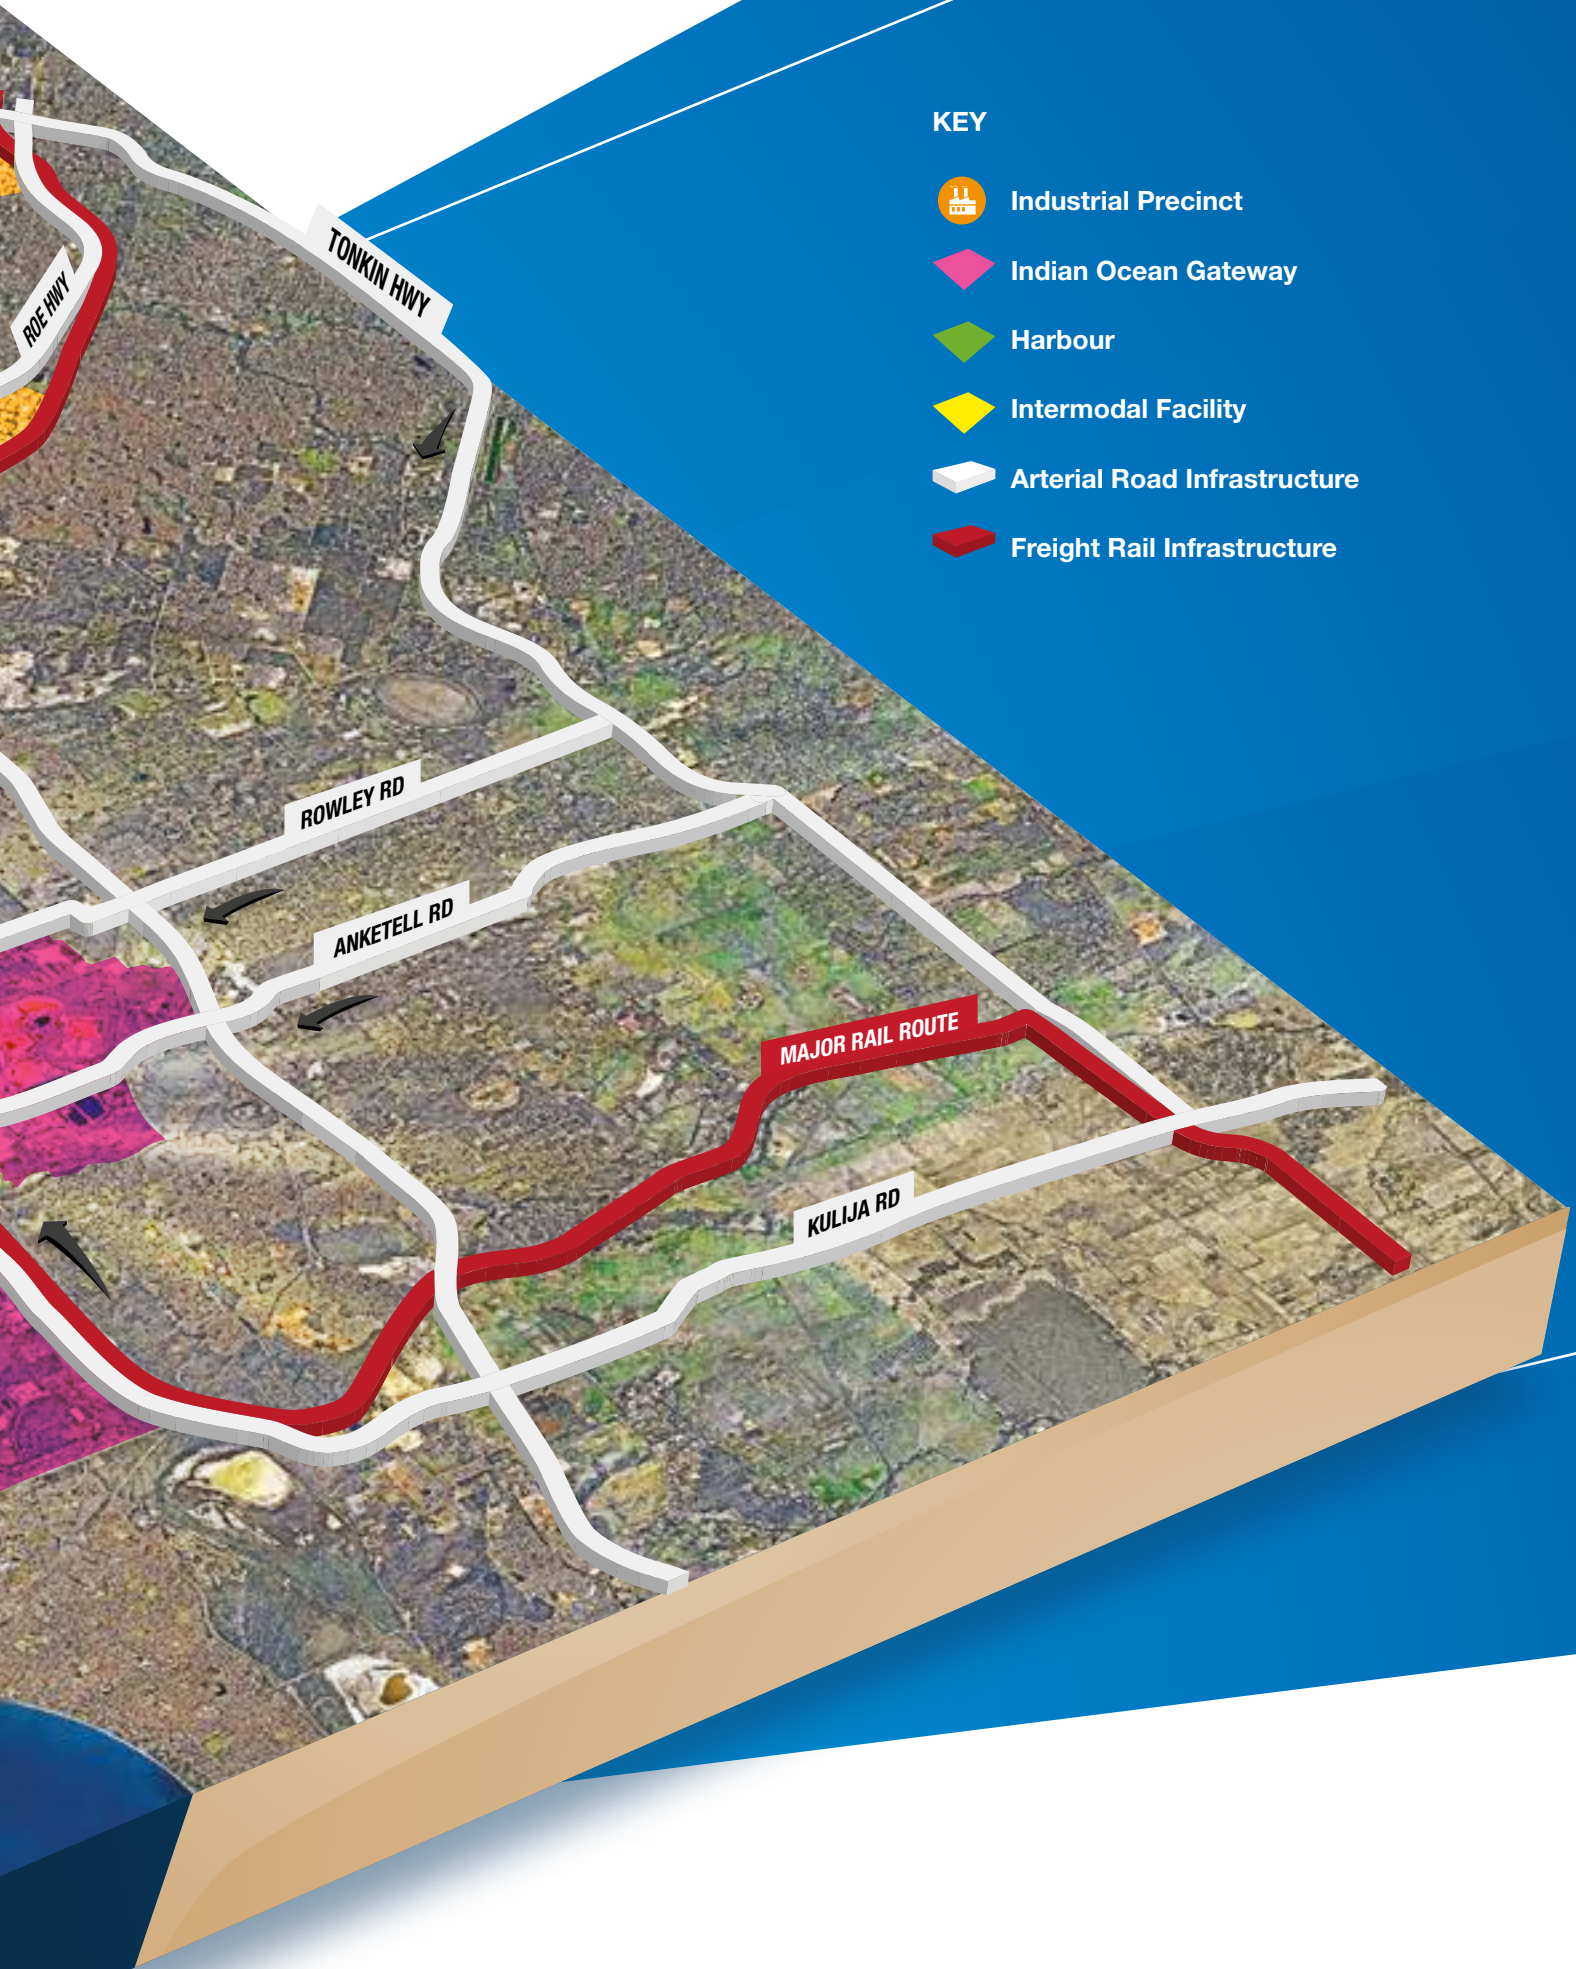 KEY
Industrial Precinct
Indian Ocean Gateway
Harbour
Intermodal Facility
Arterial Road Infrastructure
Freight Rail Infrastructure
TONKIN HWY
ROE HWY
ROWLEY RD
ANKETELL RD
MAJOR RAIL ROUTE
KULIJA RD